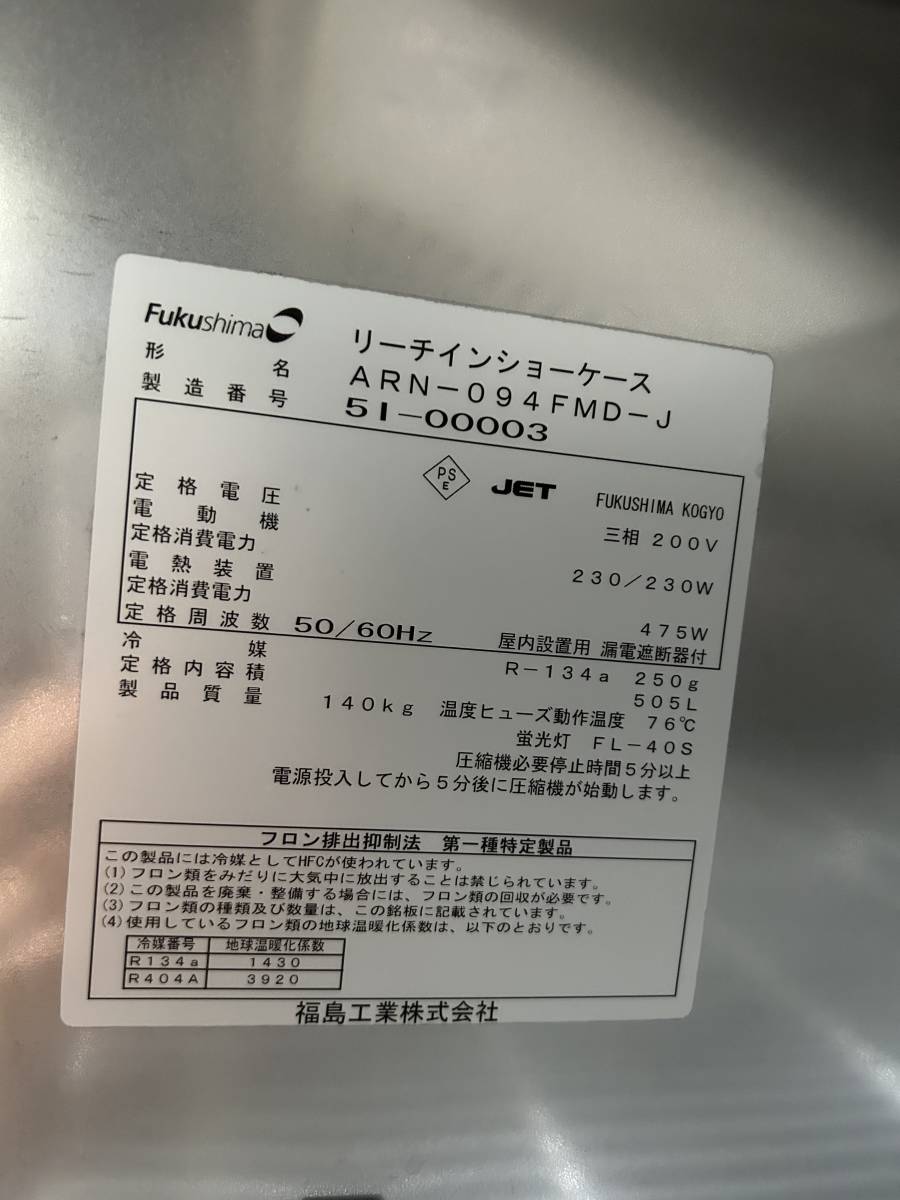 Fukushima
リーチインショーケース
形名 ARN-094FMD-J
製造番号 51-00003
PS E JET FUKUSHIMA KOGYO
定格電圧 三相 200V
電動機
定格消費電力 230/230W
電熱装置
定格消費電力 475W
定格周波数 50/60Hz 屋内設置用 漏電遮断器付
冷媒 R-134a 250g
定格内容積 505L
製品質量 140kg 温度ヒューズ動作温度 76℃
蛍光灯 FL-40S
圧縮機必要停止時間5分以上
電源投入してから5分後に圧縮機が始動します。
フロン排出抑制法 第一種特定製品
この製品には冷媒としてHFCが使われています。
(1)フロン類をみだりに大気中に放出することは禁じられています。
(2)この製品を廃棄・整備する場合には、フロン類の回収が必要です。
(3)フロン類の種類及び数量は、この銘板に記載されています。
(4)使用しているフロン類の地球温暖化係数は、以下のとおりです。
冷媒番号 地球温暖化係数
R134a 1430
R404A 3920
福島工業株式会社